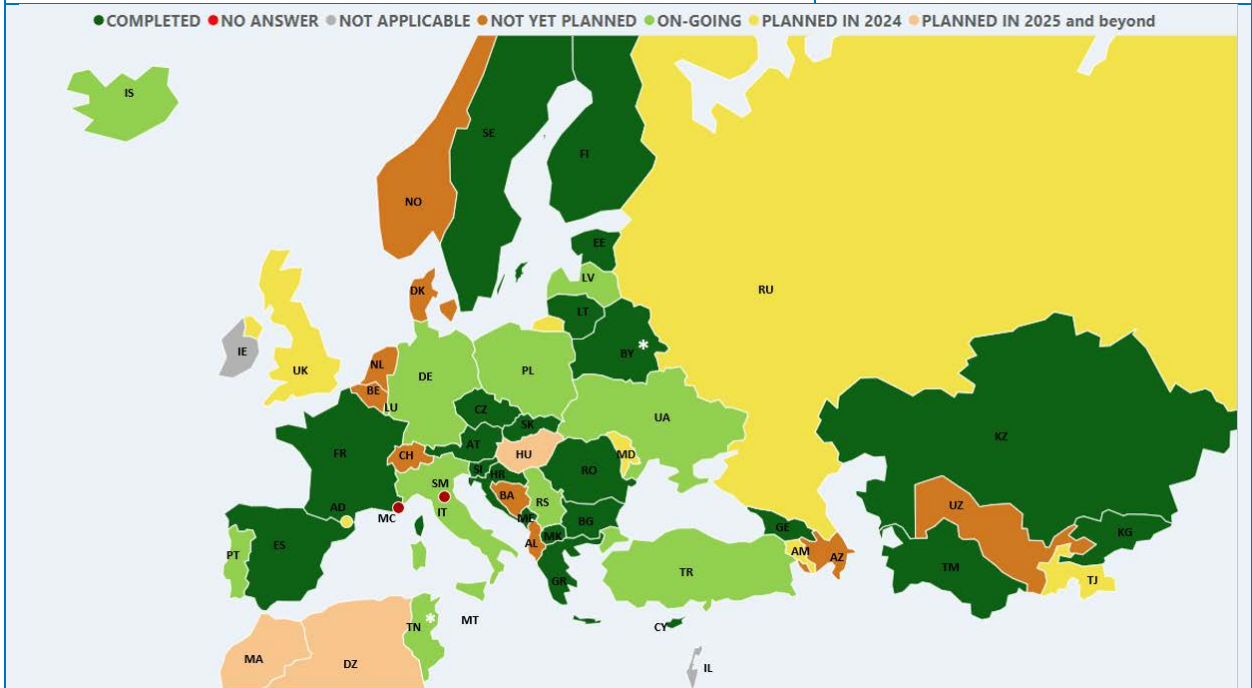 COMPLETED NO ANSWER NOT APPLICABLE NOT YET PLANNED ON-GOING PLANNED IN 2024 PLANNED IN 2025 and beyond
IS
SE
FI
NO
EE
LV
DK
RU
LT
IE
BY *
NL
UK
DE
PL
BE
LU
CZ
UA
SK
KZ
AT
FR
CH
HU
MD
SI
RO
HR
SM
BA
RS
UZ
AD
MC
IT
ME
BG
GE
KG
MK
ES
AL
AM
AZ
PT
TM
TR
GR
TJ
TN *
MT
CY
MA
DZ
IL